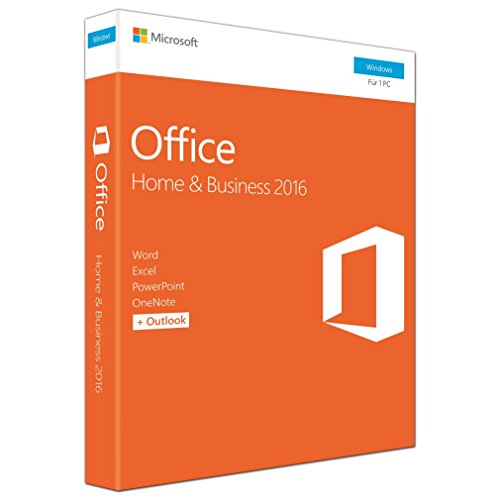 Microsoft
Windows
Für 1 PC
Office
Home & Business 2016
Word
Excel
PowerPoint
OneNote
+ Outlook
Windows
Office
Home & Business 2016